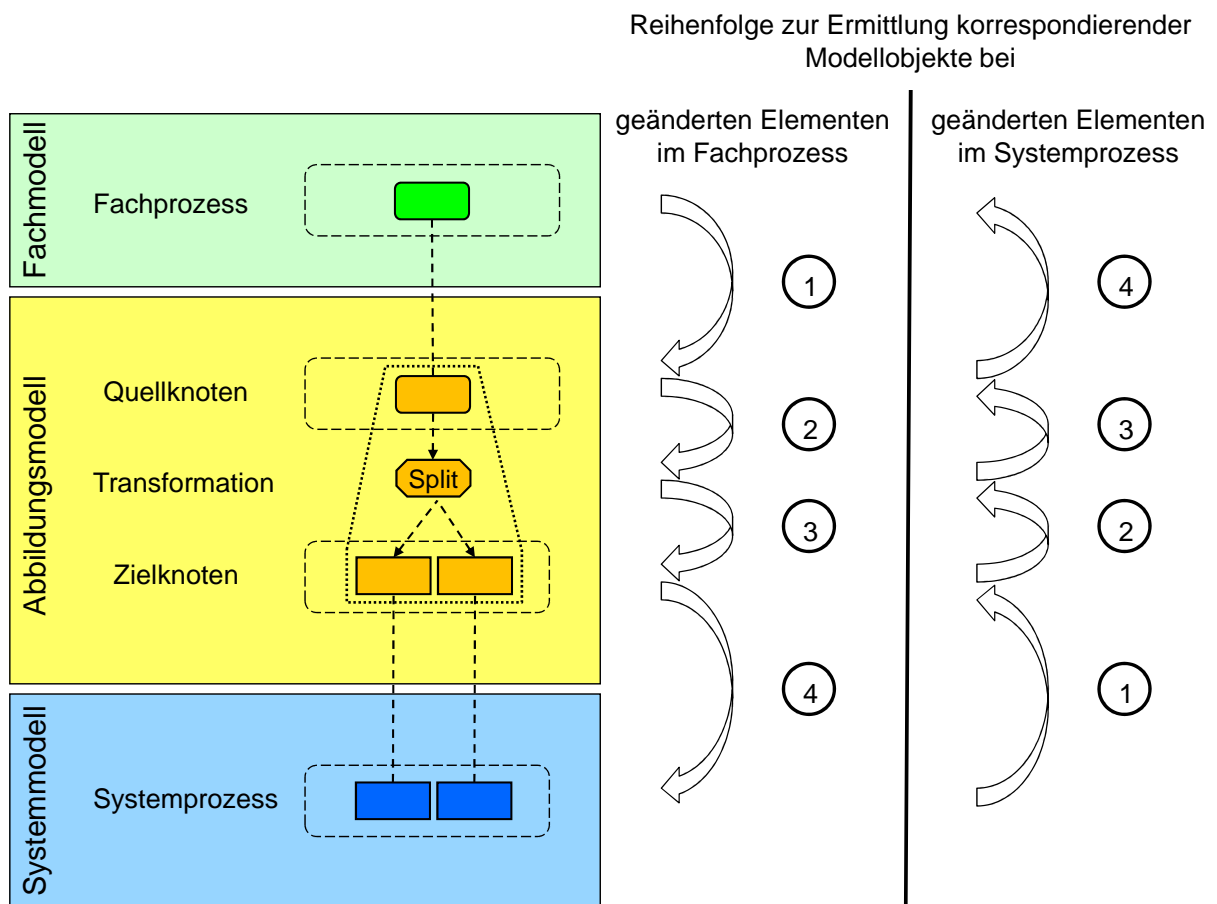 Reihenfolge zur Ermittlung korrespondierender
Modellobjekte bei
geänderten Elementen
im Fachprozess
geänderten Elementen
im Systemprozess
Fachmodell
Fachprozess
1
4
Abbildungsmodell
Quellknoten
2
3
Transformation
Split
3
2
Zielknoten
4
1
Systemmodell
Systemprozess